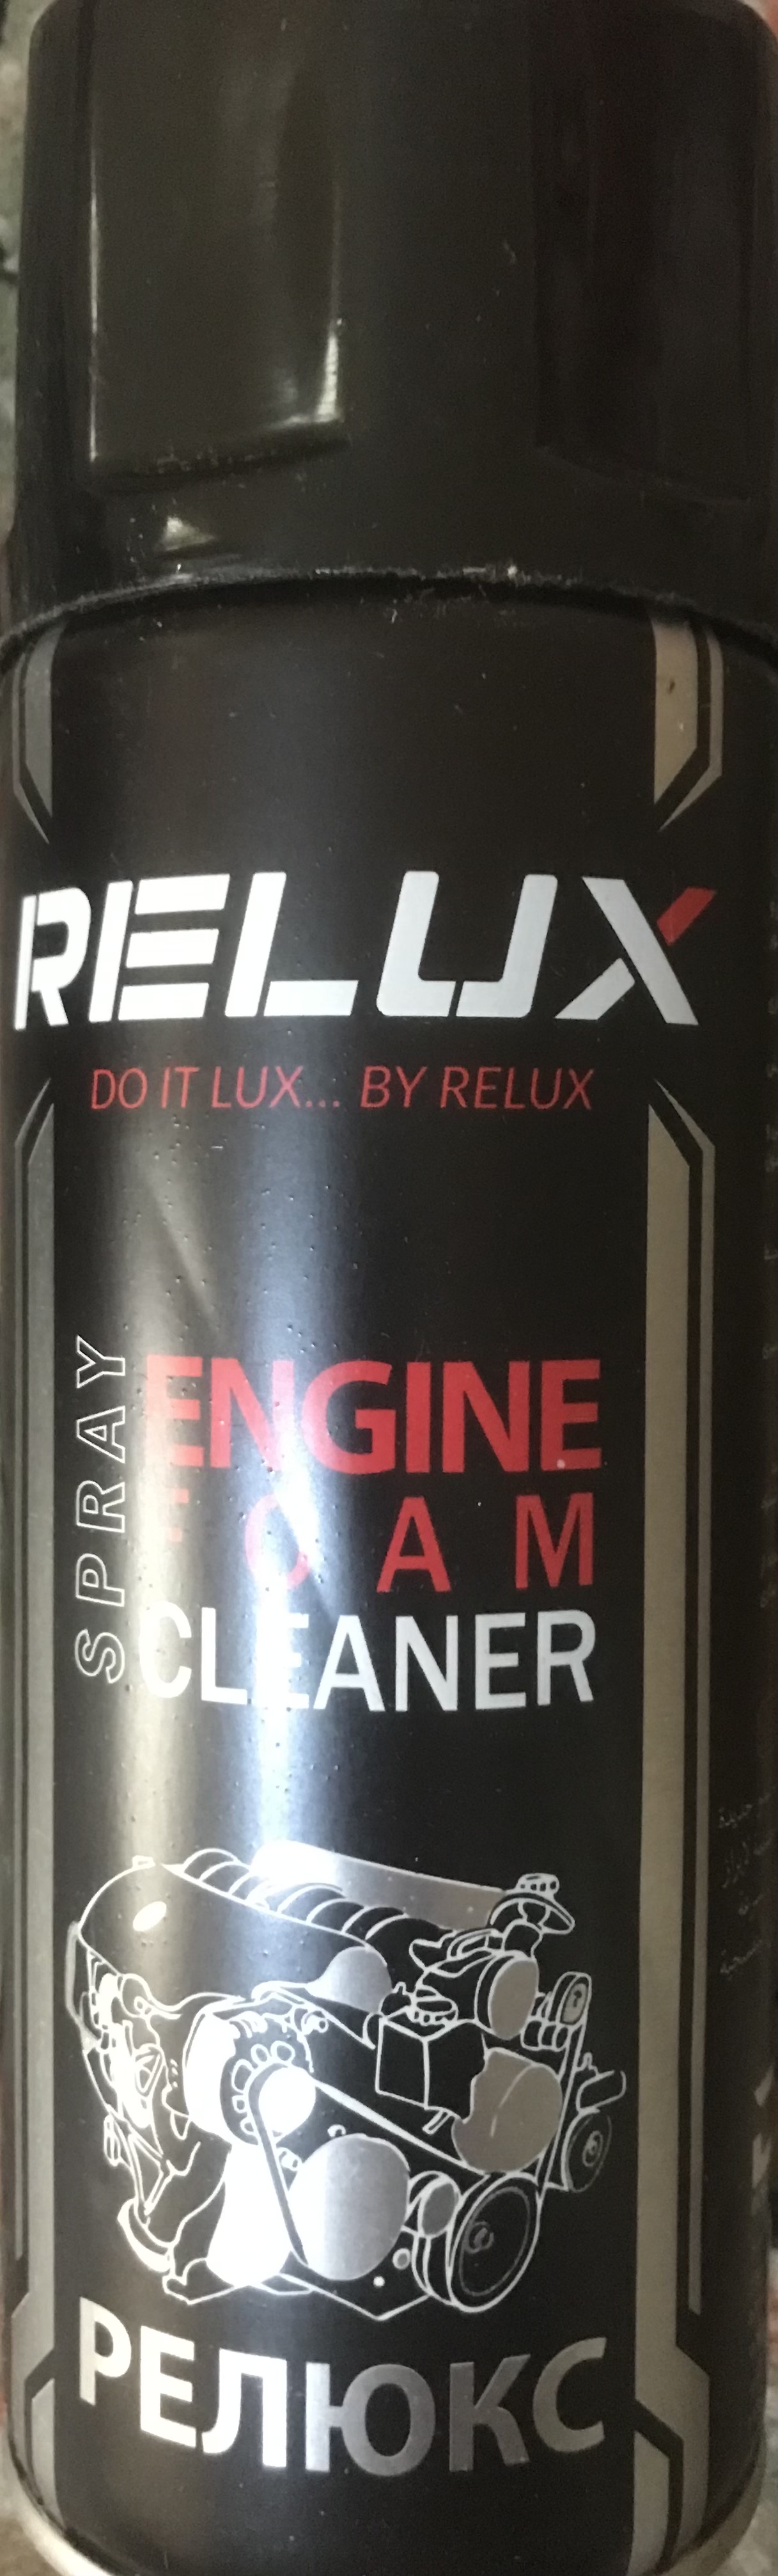 RELUX
DO IT LUX... BY RELUX
SPRAY
ENGINE
FOAM
CLEANER
РЕЛЮКС